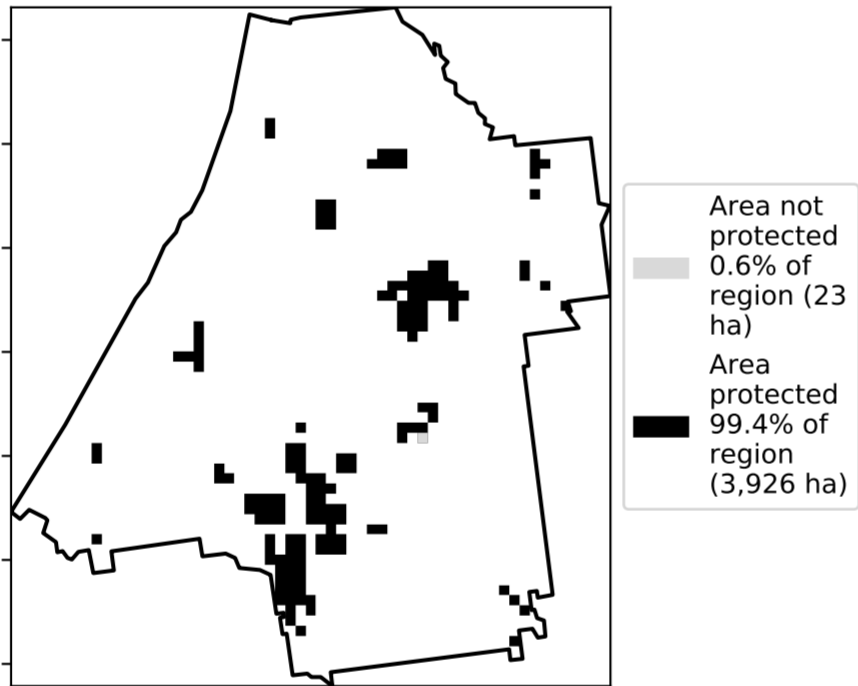 Area not
protected
0.6% of
region (23
ha)
Area
protected
99.4% of
region
(3,926 ha)